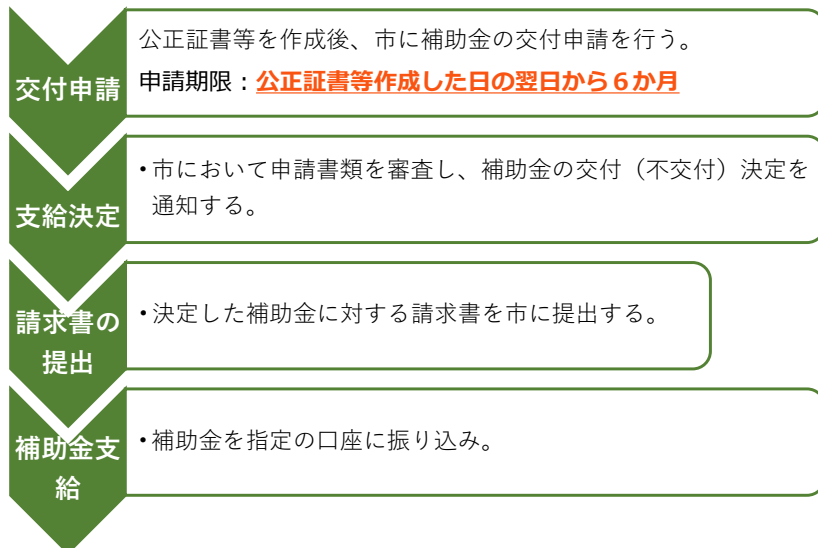 交付申請
公正証書等を作成後、市に補助金の交付申請を行う。
申請期限：公正証書等作成した日の翌日から６か月
支給決定
•市において申請書類を審査し、補助金の交付（不交付）決定を
通知する。
請求書の
提出
•決定した補助金に対する請求書を市に提出する。
補助金支
給
•補助金を指定の口座に振り込み。